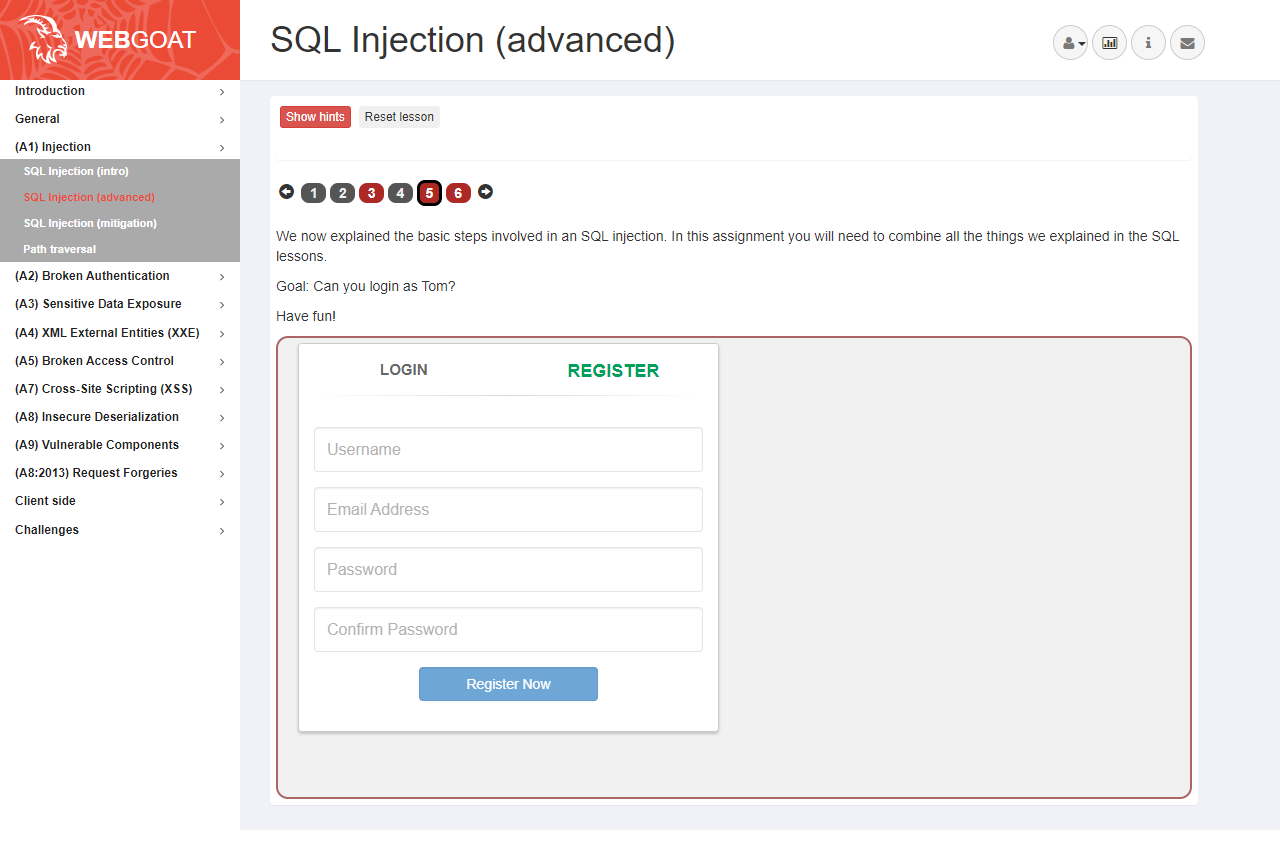 WEBGOAT
SQL Injection (advanced)
Introduction
General
(A1) Injection
SQL Injection (intro)
SQL Injection (advanced)
SQL Injection (mitigation)
Path traversal
(A2) Broken Authentication
(A3) Sensitive Data Exposure
(A4) XML External Entities (XXE)
(A5) Broken Access Control
(A7) Cross-Site Scripting (XSS)
(A8) Insecure Deserialization
(A9) Vulnerable Components
(A8:2013) Request Forgeries
Client side
Challenges
Show hints Reset lesson
1 2 3 4 5 6
We now explained the basic steps involved in an SQL injection. In this assignment you will need to combine all the things we explained in the SQL
lessons.
Goal: Can you login as Tom?
Have fun!
LOGIN REGISTER
Username
Email Address
Password
Confirm Password
Register Now